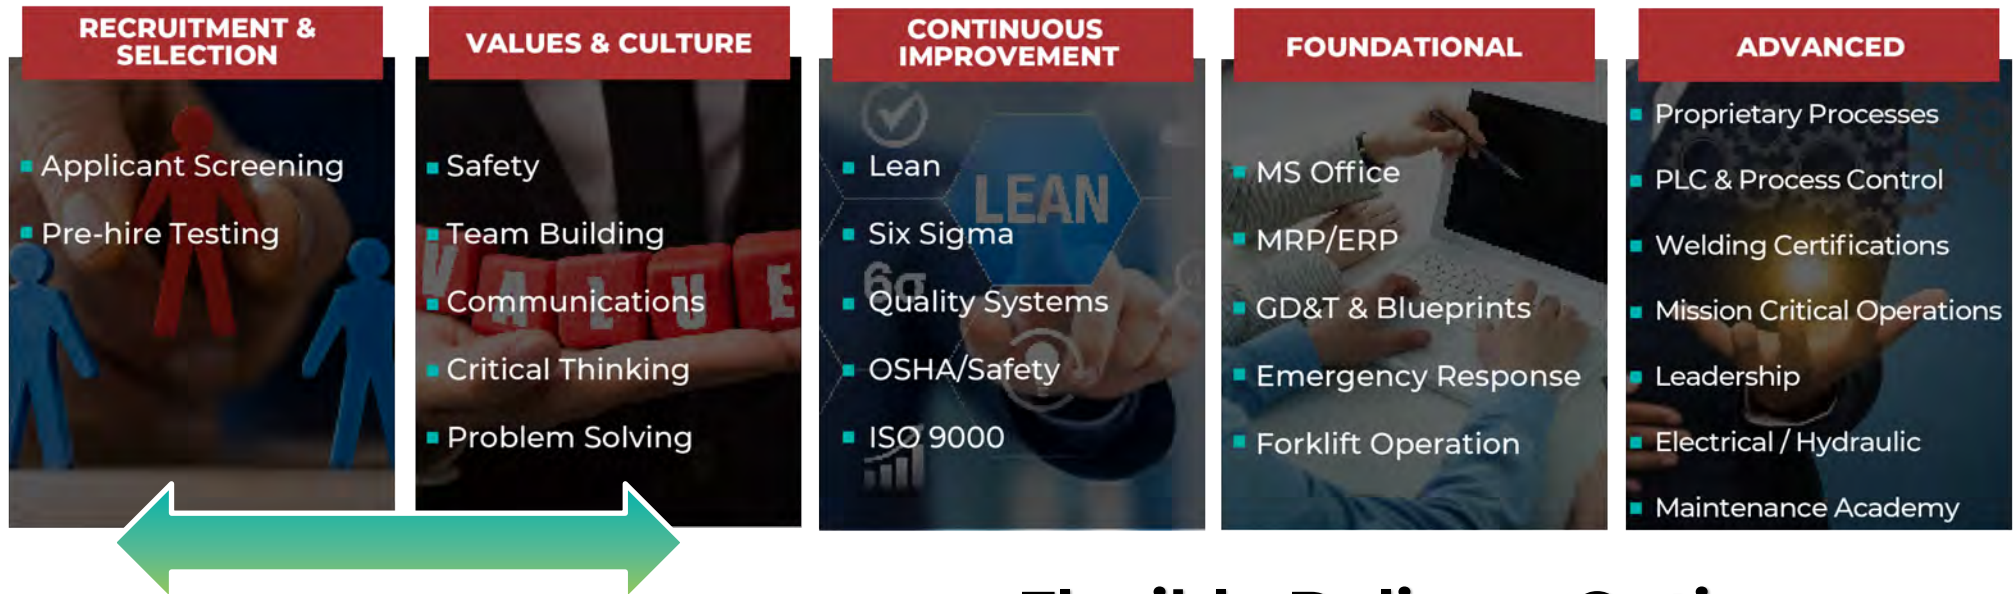 RECRUITMENT &
SELECTION
Applicant Screening
Pre-hire Testing
VALUES & CULTURE
Safety
Team Building
Communications
Critical Thinking
Problem Solving
VALUE
CONTINUOUS
IMPROVEMENT
Lean
Six Sigma
Quality Systems
OSHA/Safety
ISO 9000
LEAN
6σ
FOUNDATIONAL
MS Office
MRP/ERP
GD&T & Blueprints
Emergency Response
Forklift Operation
ADVANCED
Proprietary Processes
PLC & Process Control
Welding Certifications
Mission Critical Operations
Leadership
Electrical / Hydraulic
Maintenance Academy